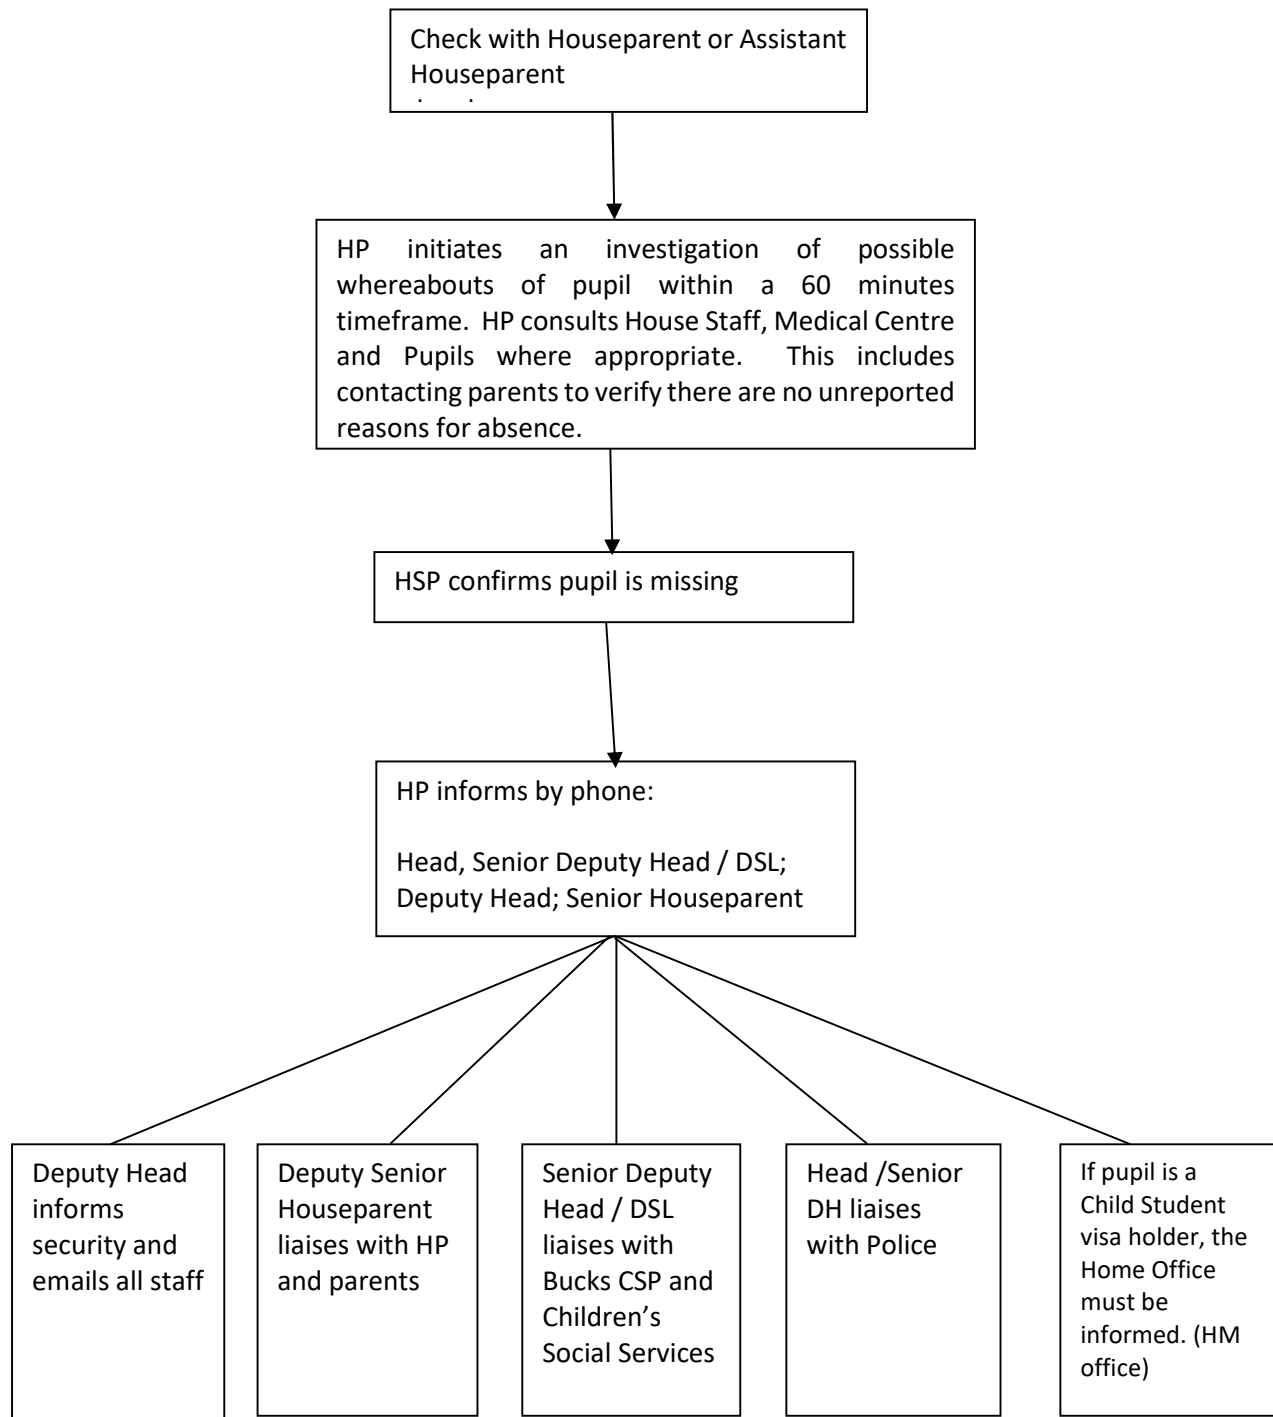 Check with Houseparent or Assistant
Houseparent
HP initiates an investigation of possible
whereabouts of pupil within a 60 minutes
timeframe. HP consults House Staff, Medical Centre
and Pupils where appropriate. This includes
contacting parents to verify there are no unreported
reasons for absence.
HSP confirms pupil is missing
HP informs by phone:
Head, Senior Deputy Head / DSL;
Deputy Head; Senior Houseparent
Deputy Head
informs
security and
emails all staff
Deputy Senior
Houseparent
liaises with HP
and parents
Senior Deputy
Head / DSL
liaises with
Bucks CSP and
Children’s
Social Services
Head /Senior
DH liaises
with Police
If pupil is a
Child Student
visa holder, the
Home Office
must be
informed. (HM
office)